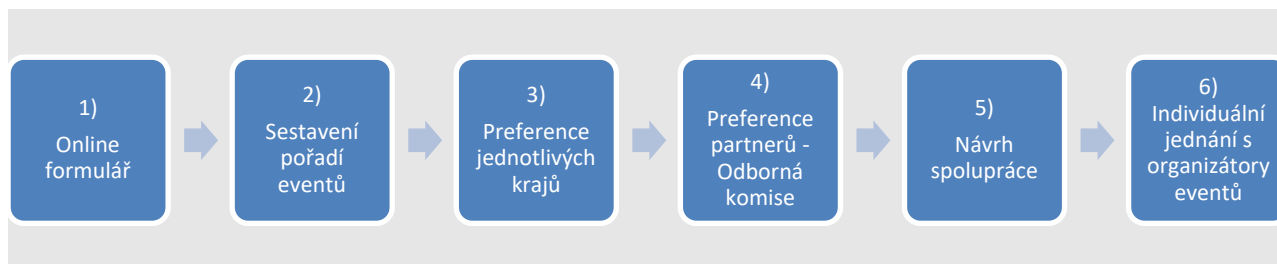 1)
Online
formulář
2)
Sestavení
pořadí
eventů
3)
Preference
jednotlivých
krajů
4)
Preference
partnerů -
Odborná
komise
5)
Návrh
spolupráce
6)
Individuální
jednání s
organizátory
eventů